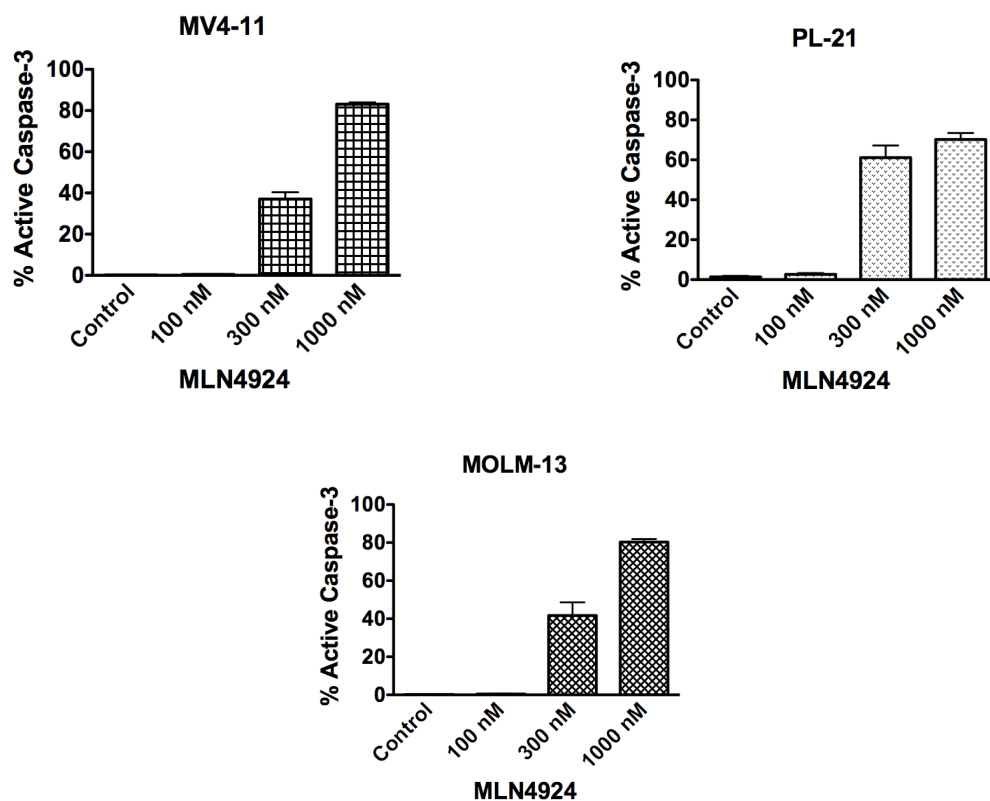 MV4-11
% Active Caspase-3
100
80
60
40
20
0
Control
100 nM
300 nM
1000 nM
MLN4924
PL-21
% Active Caspase-3
100
80
60
40
20
0
Control
100 nM
300 nM
1000 nM
MLN4924
MOLM-13
% Active Caspase-3
100
80
60
40
20
0
Control
100 nM
300 nM
1000 nM
MLN4924